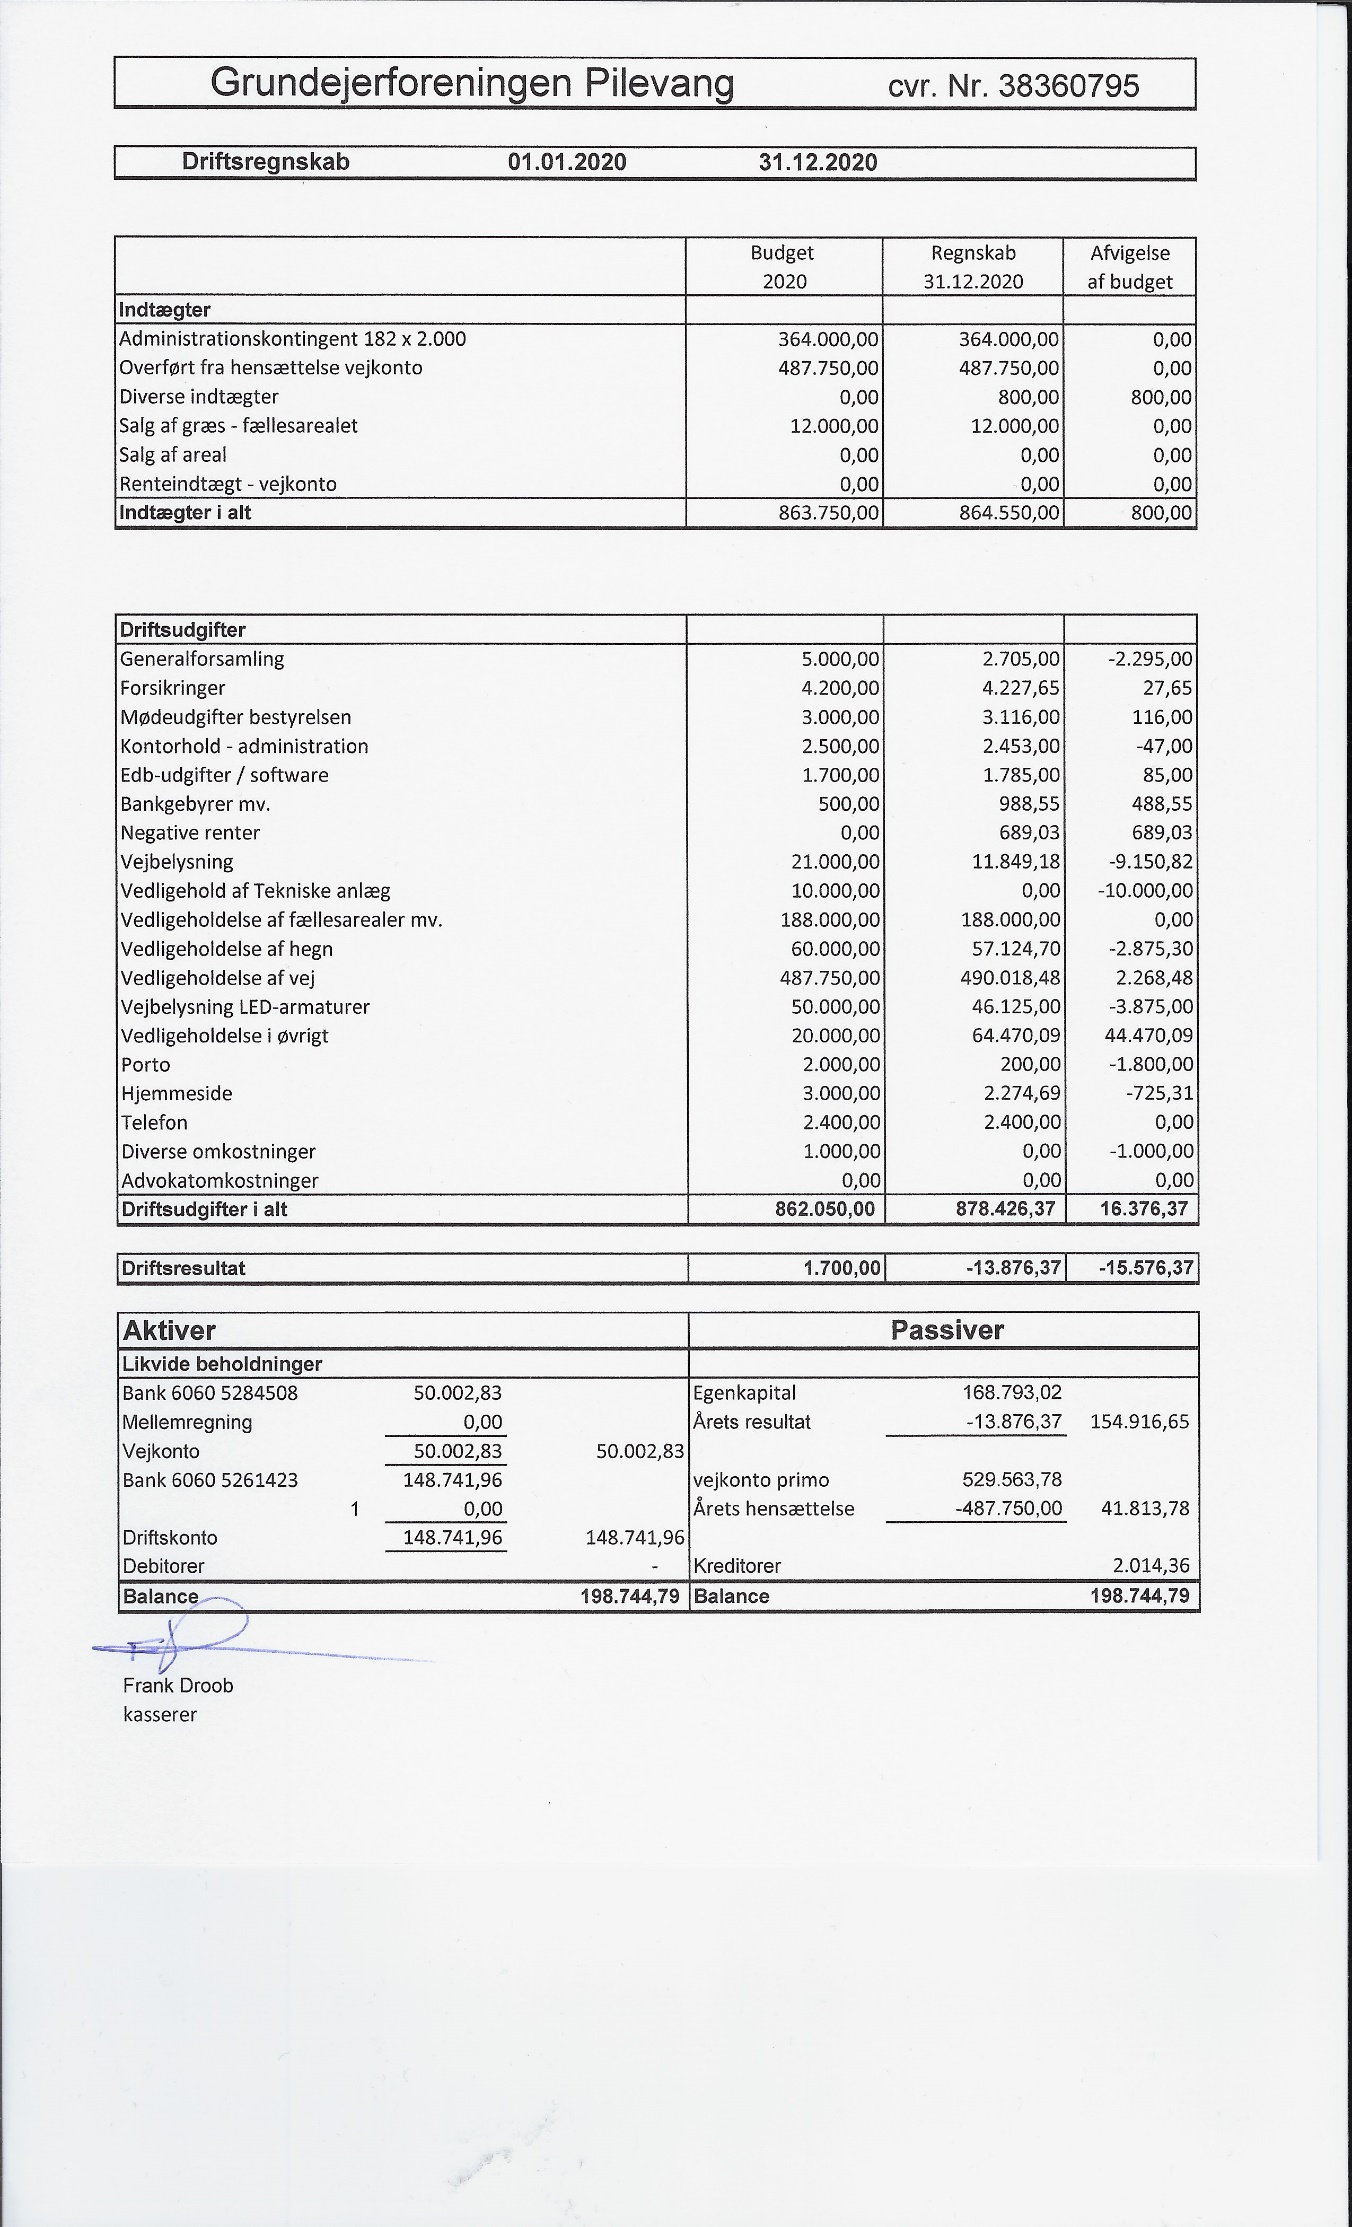 Grundejerforeningen Pilevang cvr. Nr. 38360795
Driftsregnskab 01.01.2020 31.12.2020
Budget Regnskab Afvigelse
2020 31.12.2020 af budget
Indtægter
Administrationskontingent 182 x 2.000 364.000,00 364.000,00 0,00
Overført fra hensættelse vejkonto 487.750,00 487.750,00 0,00
Diverse indtægter 0,00 800,00 800,00
Salg af græs - fællesarealet 12.000,00 12.000,00 0,00
Salg af areal 0,00 0,00 0,00
Renteindtægt - vejkonto 0,00 0,00 0,00
Indtægter i alt 863.750,00 864.550,00 800,00
Driftsudgifter
Generalforsamling 5.000,00 2.705,00 -2.295,00
Forsikringer 4.200,00 4.227,65 27,65
Mødeudgifter bestyrelsen 3.000,00 3.116,00 116,00
Kontorhold - administration 2.500,00 2.453,00 -47,00
Edb-udgifter / software 1.700,00 1.785,00 85,00
Bankgebyrer mv. 500,00 988,55 488,55
Negative renter 0,00 689,03 689,03
Vejbelysning 21.000,00 11.849,18 -9.150,82
Vedligehold af Tekniske anlæg 10.000,00 0,00 -10.000,00
Vedligeholdelse af fællesarealer mv. 188.000,00 188.000,00 0,00
Vedligeholdelse af hegn 60.000,00 57.124,70 -2.875,30
Vedligeholdelse af vej 487.750,00 490.018,48 2.268,48
Vejbelysning LED-armaturer 50.000,00 46.125,00 -3.875,00
Vedligeholdelse i øvrigt 20.000,00 64.470,09 44.470,09
Porto 2.000,00 200,00 -1.800,00
Hjemmeside 3.000,00 2.274,69 -725,31
Telefon 2.400,00 2.400,00 0,00
Diverse omkostninger 1.000,00 0,00 -1.000,00
Advokatomkostninger 0,00 0,00 0,00
Driftsudgifter i alt 862.050,00 878.426,37 16.376,37
Driftsresultat 1.700,00 -13.876,37 -15.576,37
Aktiver Passiver
Likvide beholdninger
Bank 6060 5284508 50.002,83 Egenkapital 168.793,02
Mellemregning 0,00 Årets resultat -13.876,37 154.916,65
Vejkonto 50.002,83 50.002,83
Bank 6060 5261423 148.741,96 vejkonto primo 529.563,78
1 0,00 Årets hensættelse -487.750,00 41.813,78
Driftskonto 148.741,96 148.741,96
Debitorer - Kreditorer 2.014,36
Balance 198.744,79 Balance 198.744,79
Frank Droob
kasserer